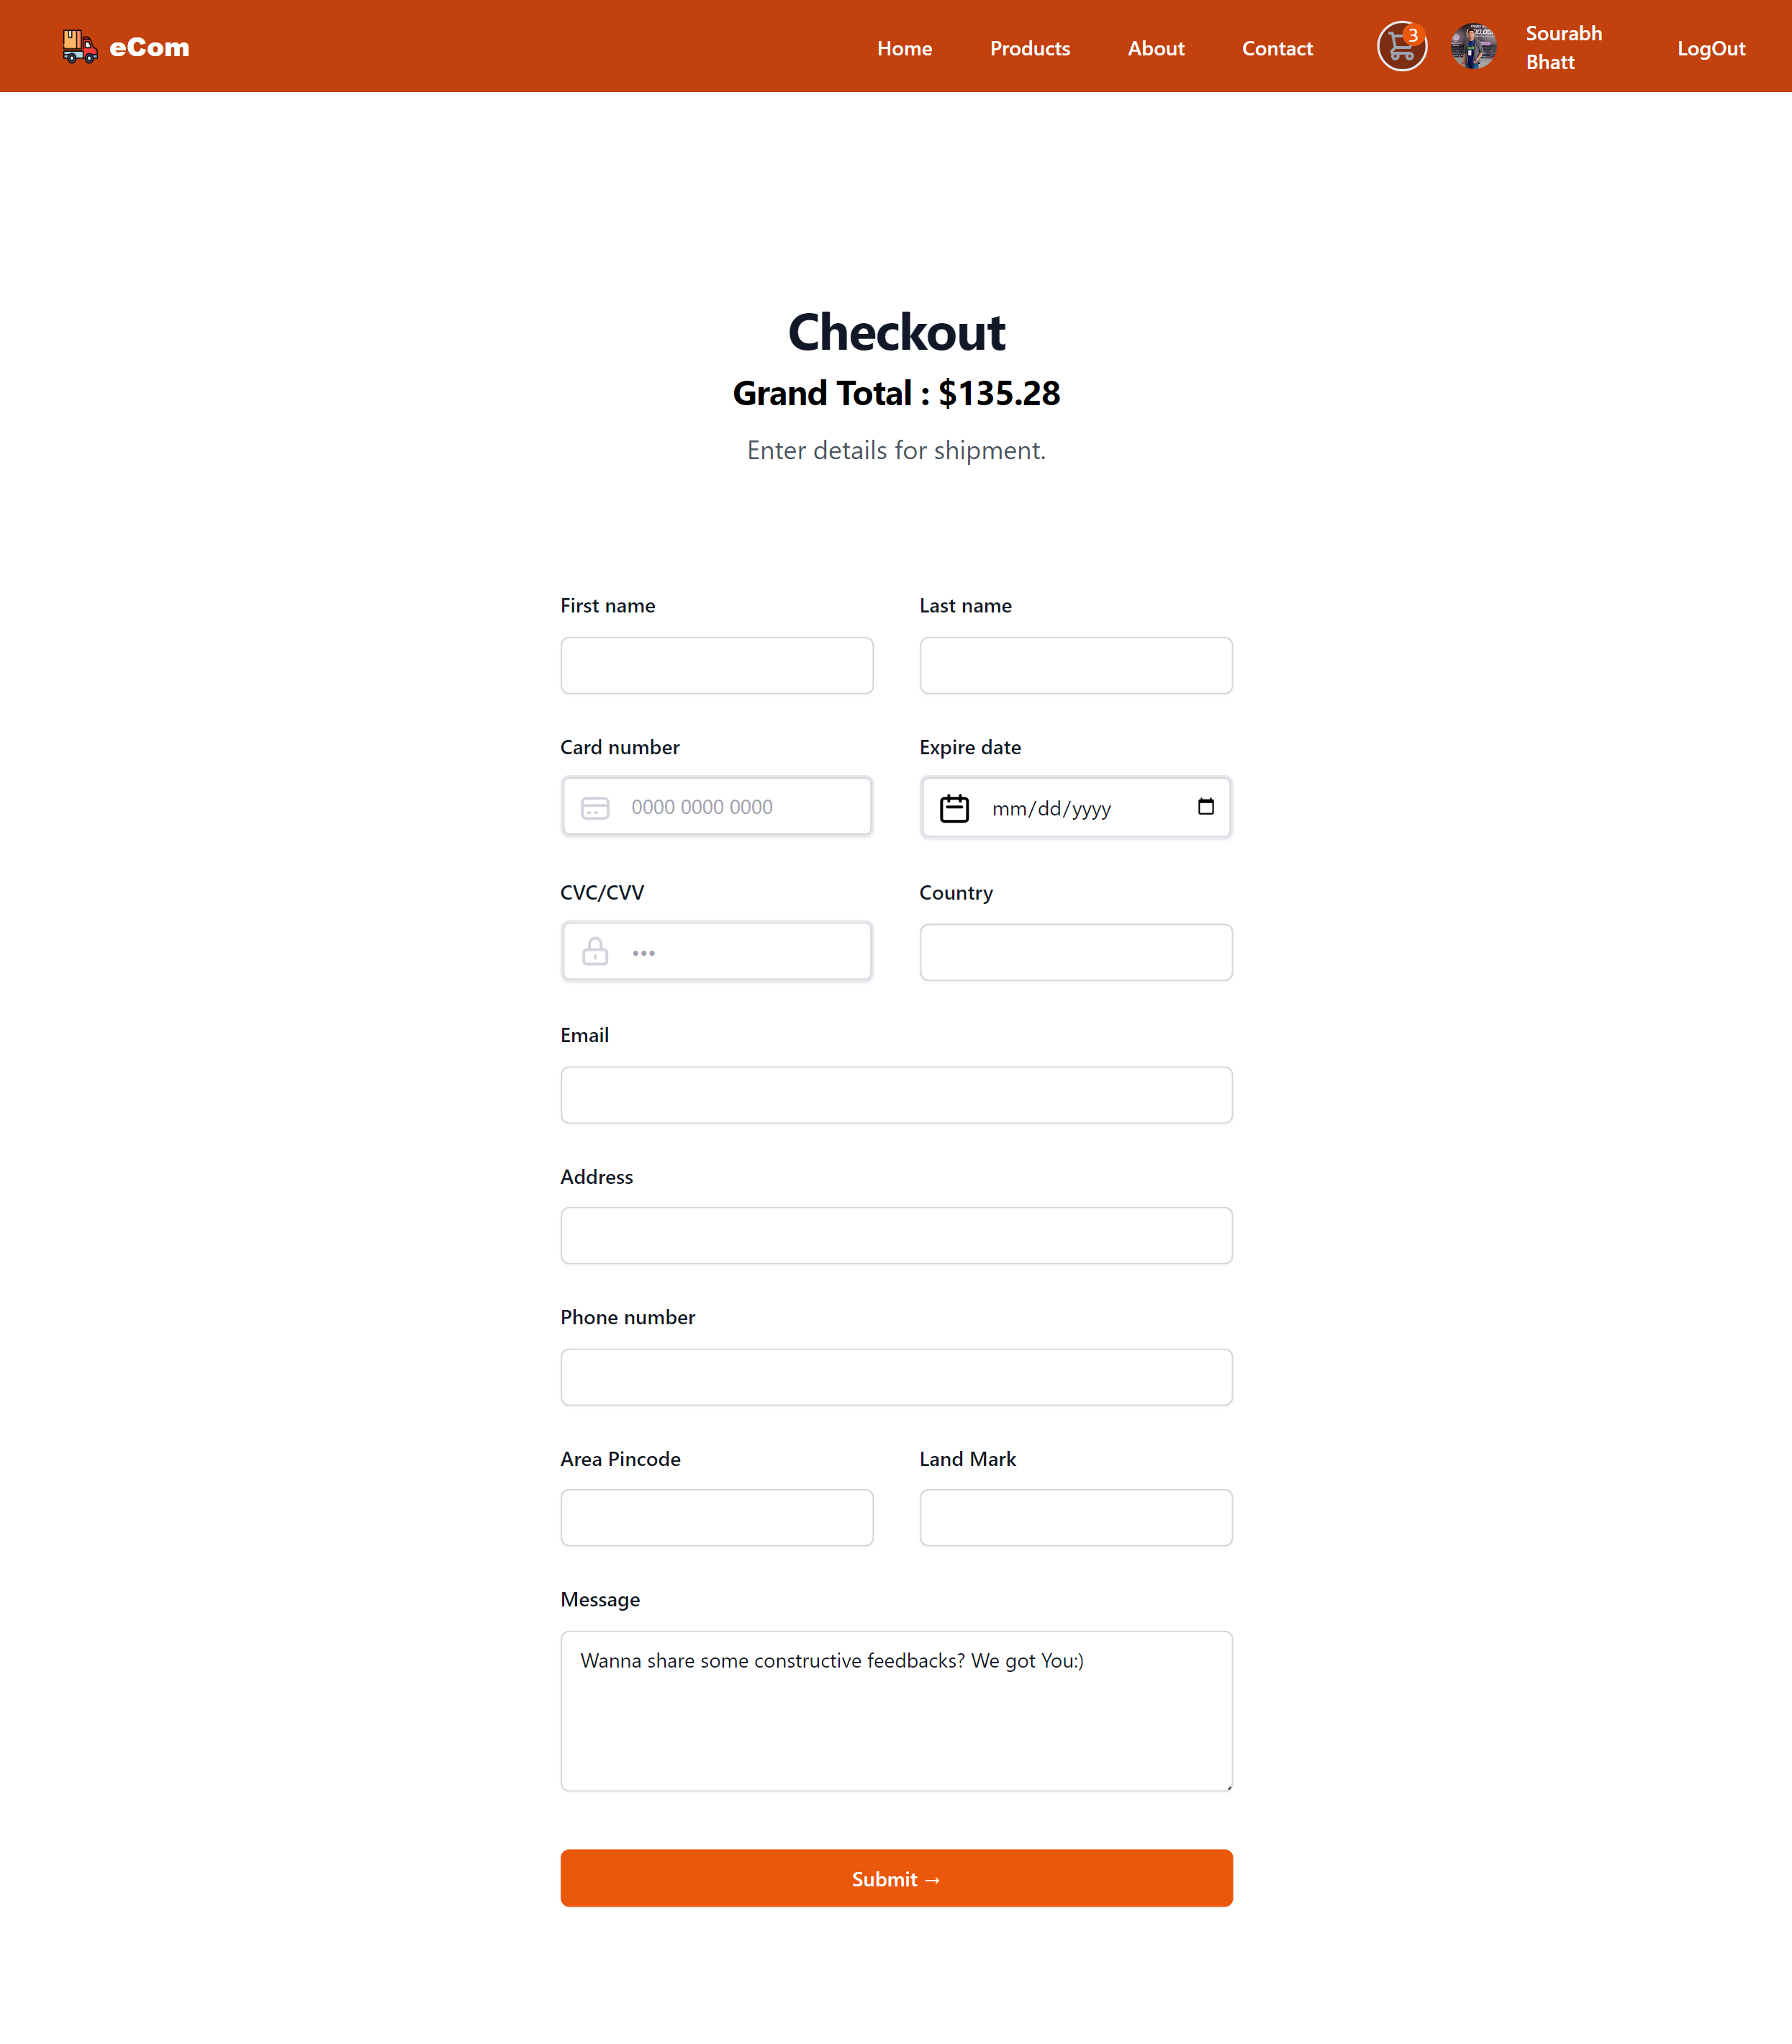 eCom
Home Products About Contact 3 Sourabh Bhatt LogOut
Checkout
Grand Total : $135.28
Enter details for shipment.
First name Last name
Card number Expire date
0000 0000 0000 mm/dd/yyyy
CVC/CVV Country
•••
Email
Address
Phone number
Area Pincode Land Mark
Message
Wanna share some constructive feedbacks? We got You:)
Submit →